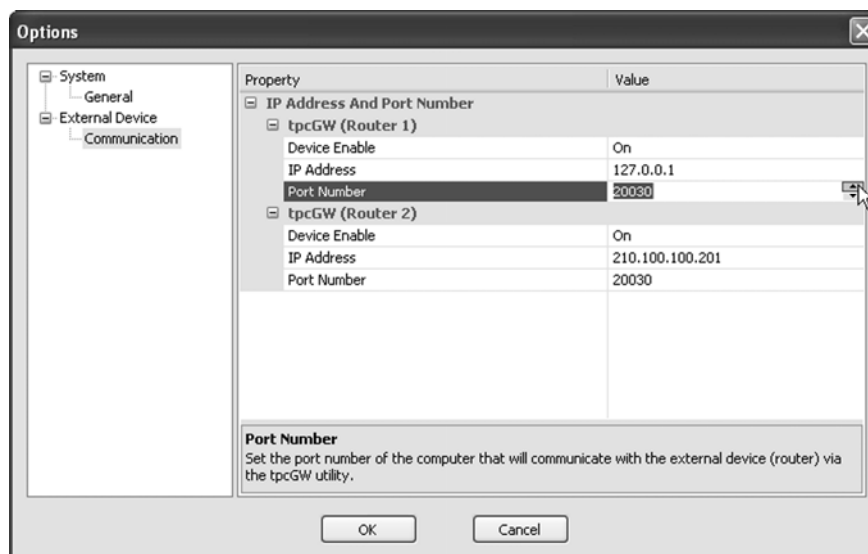 Options
System
General
External Device
Communication
Property Value
IP Address And Port Number
tpcGW (Router 1)
Device Enable On
IP Address 127.0.0.1
Port Number 20030
tpcGW (Router 2)
Device Enable On
IP Address 210.100.100.201
Port Number 20030
Port Number
Set the port number of the computer that will communicate with the external device (router) via
the tpcGW utility.
OK Cancel